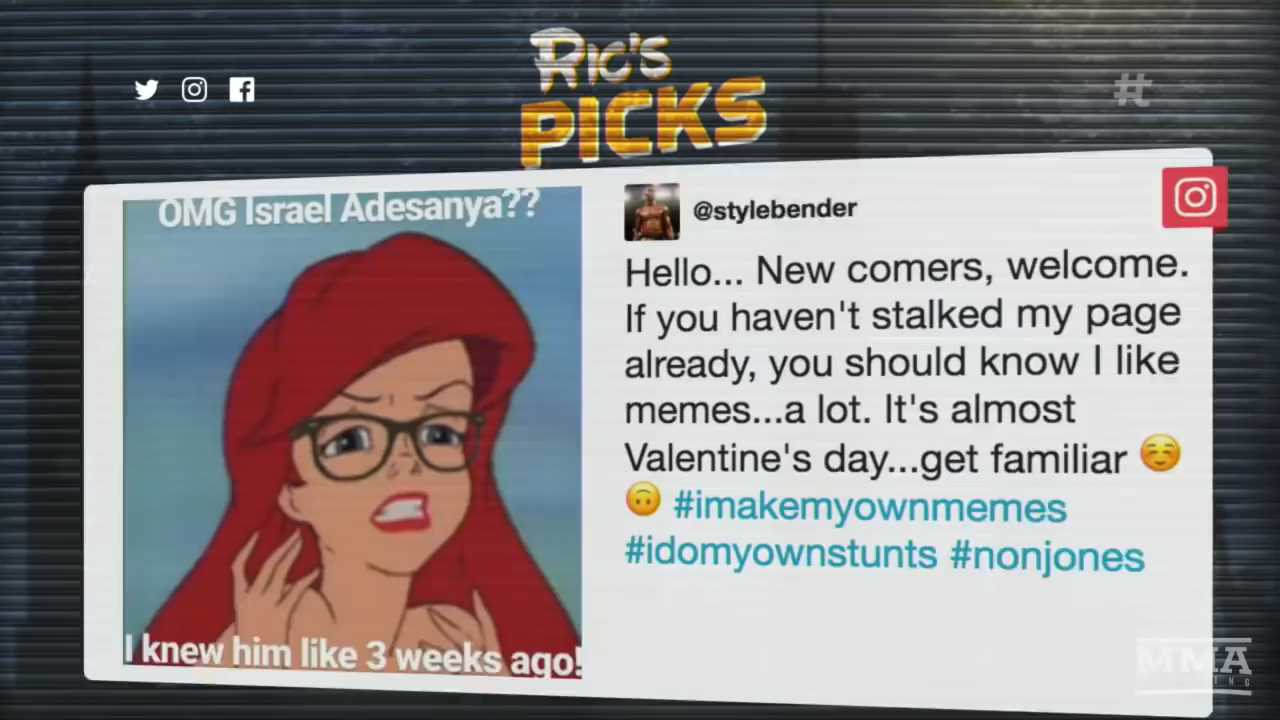 Ric's
PICKS
#
OMG Israel Adesanya??
I knew him like 3 weeks ago!
@stylebender
Hello... New comers, welcome.
If you haven't stalked my page
already, you should know I like
memes...a lot. It's almost
Valentine's day...get familiar ☺️
🙃 #imakemyownmemes
#idomyownstunts #nonjones
MMA